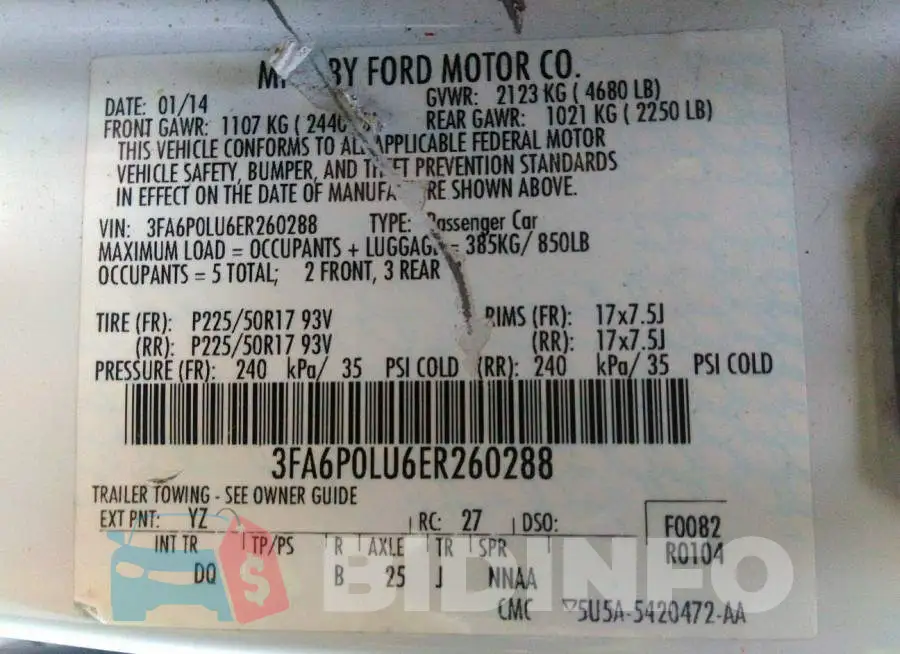 BY FORD MOTOR CO.
DATE: 01/14 GVWR: 2123 KG ( 4680 LB)
FRONT GAWR: 1107 KG ( 2440 REAR GAWR: 1021 KG ( 2250 LB)
THIS VEHICLE CONFORMS TO ALL APPLICABLE FEDERAL MOTOR
VEHICLE SAFETY, BUMPER, AND THEFT PREVENTION STANDARDS
IN EFFECT ON THE DATE OF RE SHOWN ABOVE.
VIN: 3FA6P0LU6ER260288 TYPE: Passenger Car
MAXIMUM LOAD = OCCUPANTS + LUGGAGE = 385KG/ 850LB
OCCUPANTS = 5 TOTAL; 2 FRONT, 3 REAR
TIRE (FR): P225/50R17 93V RIMS (FR): 17x7.5J
(RR): P225/50R17 93V (RR): 17x7.5J
PRESSURE (FR): 240 kPa/ 35 PSI COLD (RR): 240 kPa/ 35 PSI COLD
3FA6P0LU6ER260288
TRAILER TOWING - SEE OWNER GUIDE
EXT PNT: YZ RC: 27 DSO: F0082
INT TR TP/PS R AXLE TR SPR R0104
DQ B 25 J NNAA
CMC 5U5A-5420472-AA
$ BIDINFO